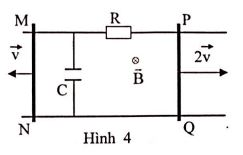 M R P
v⃗ C ⊗ B⃗ 2v⃗
N Q
Hình 4